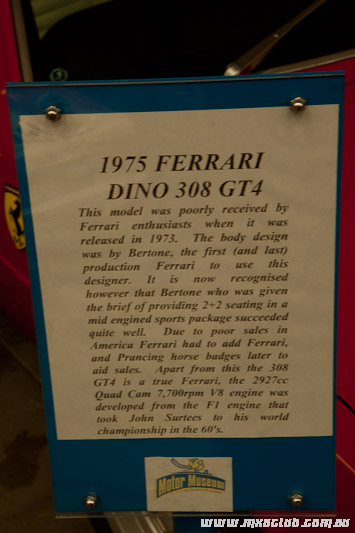 1975 FERRARI
DINO 308 GT4
This model was poorly received by
Ferrari enthusiasts when it was
released in 1973. The body design
was by Bertone, the first (and last)
production Ferrari to use this
designer. It is now recognised
however that Bertone who was given
the brief of providing 2+2 seating in a
mid engined sports package succeeded
quite well. Due to poor sales in
America Ferrari had to add Ferrari,
and Prancing horse badges later to
aid sales. Apart from this the 308
GT4 is a true Ferrari, the 2927cc
Quad Cam 7,700rpm V8 engine was
developed from the F1 engine that
took John Surtees to his world
championship in the 60's.
Motor Museum